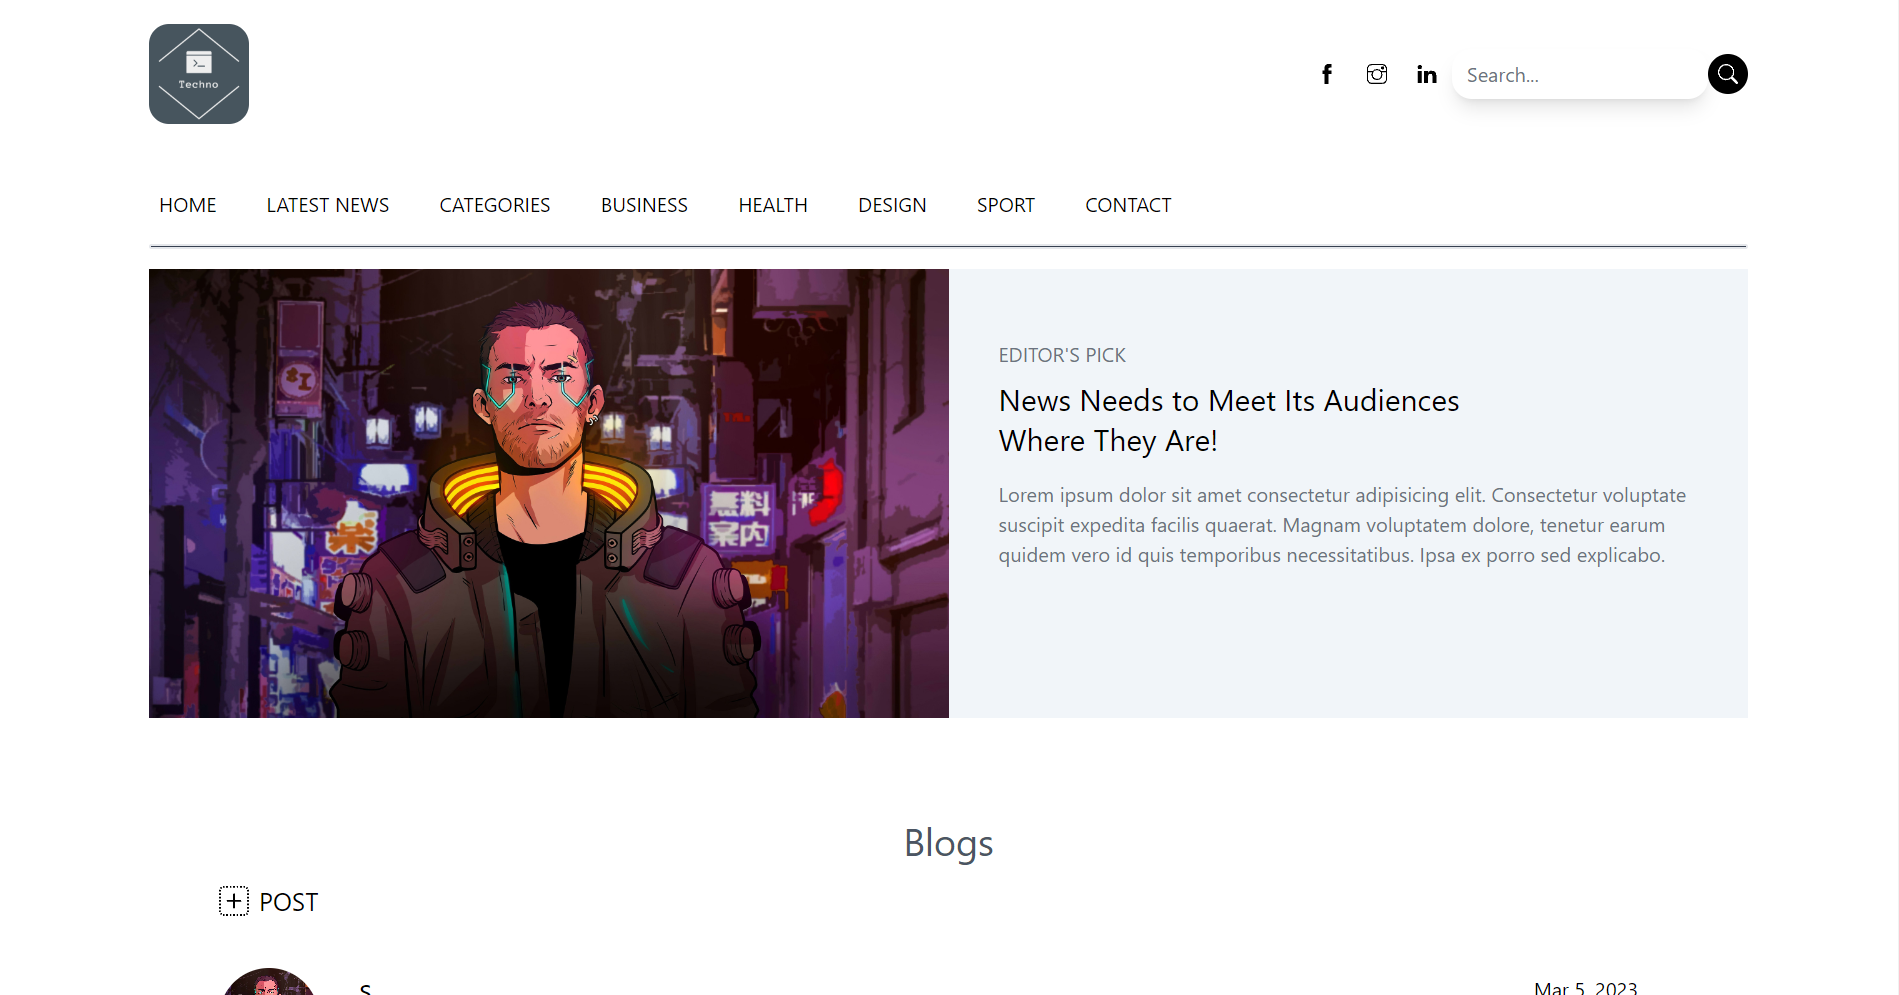 Techno
Search...
HOME LATEST NEWS CATEGORIES BUSINESS HEALTH DESIGN SPORT CONTACT
無料
案内
EDITOR'S PICK
News Needs to Meet Its Audiences
Where They Are!
Lorem ipsum dolor sit amet consectetur adipisicing elit. Consectetur voluptate
suscipit expedita facilis quaerat. Magnam voluptatem dolore, tenetur earum
quidem vero id quis temporibus necessitatibus. Ipsa ex porro sed explicabo.
Blogs
POST
S
Mar 5, 2023